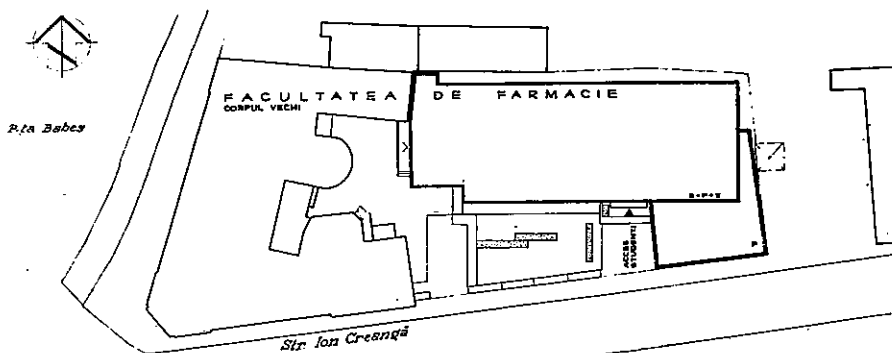 FACULTATEA DE FARMACIE
CORPUL VECHI
P-ța Babeș
ACCES
STUDENȚI
P
Str. Ion Creangă